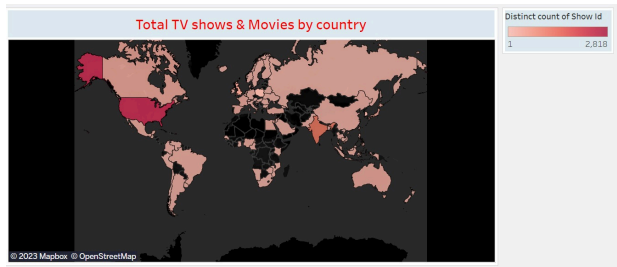 Total TV shows & Movies by country
Distinct count of Show Id
1 2,818
© 2023 Mapbox © OpenStreetMap